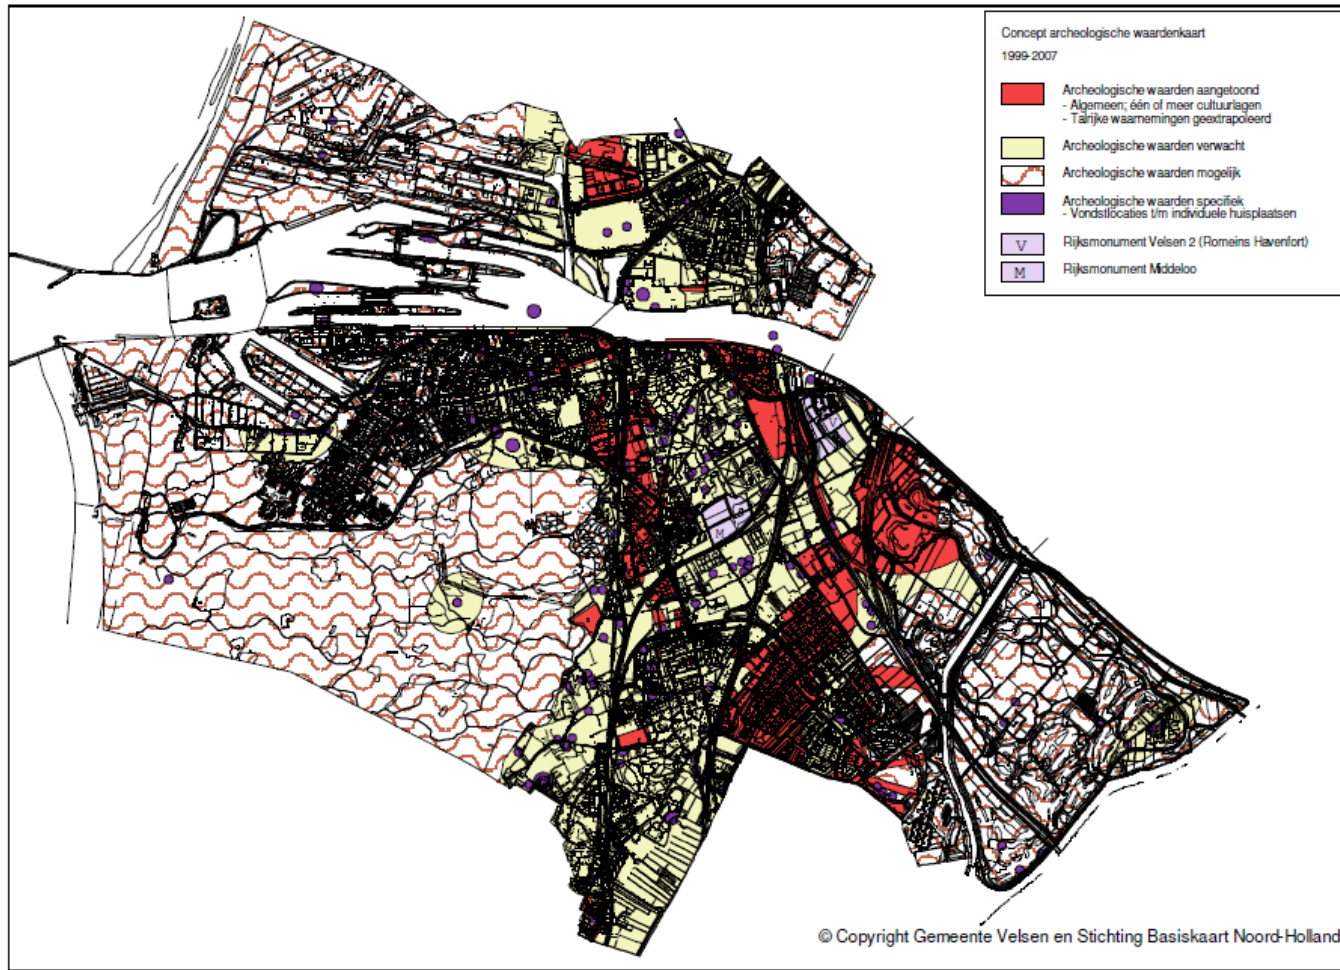 Concept archeologische waardenkaart
1999-2007
Archeologische waarden aangetoond
- Algemeen; één of meer cultuurlagen
- Talrijke waarnemingen geextrapoleerd
Archeologische waarden verwacht
Archeologische waarden mogelijk
Archeologische waarden specifiek
- Vondstlocaties t/m individuele huisplaatsen
V Rijksmonument Velsen 2 (Romeins Havenfort)
M Rijksmonument Middeloo
V
M
© Copyright Gemeente Velsen en Stichting Basiskaart Noord-Holland